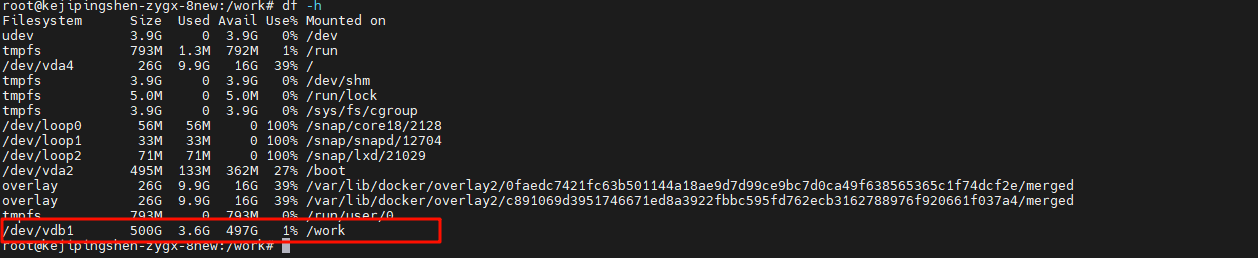 root@kejipingshen-zygx-8new:/work# df -h
Filesystem Size Used Avail Use% Mounted on
udev 3.9G 0 3.9G 0% /dev
tmpfs 793M 1.3M 792M 1% /run
/dev/vda4 26G 9.9G 16G 39% /
tmpfs 3.9G 0 3.9G 0% /dev/shm
tmpfs 5.0M 0 5.0M 0% /run/lock
tmpfs 3.9G 0 3.9G 0% /sys/fs/cgroup
/dev/loop0 56M 56M 0 100% /snap/core18/2128
/dev/loop1 33M 33M 0 100% /snap/snapd/12704
/dev/loop2 71M 71M 0 100% /snap/lxd/21029
/dev/vda2 495M 133M 362M 27% /boot
overlay 26G 9.9G 16G 39% /var/lib/docker/overlay2/0faedc7421fc63b501144a18ae9d7d99ce9bc7d0ca49f638565365c1f74dcf2e/merged
overlay 26G 9.9G 16G 39% /var/lib/docker/overlay2/c891069d3951746671ed8a3922fbbc595fd762ecb3162788976f920661f037a4/merged
tmpfs 793M 0 793M 0% /run/user/0
/dev/vdb1 500G 3.6G 497G 1% /work
root@kejipingshen-zygx-8new:/work#